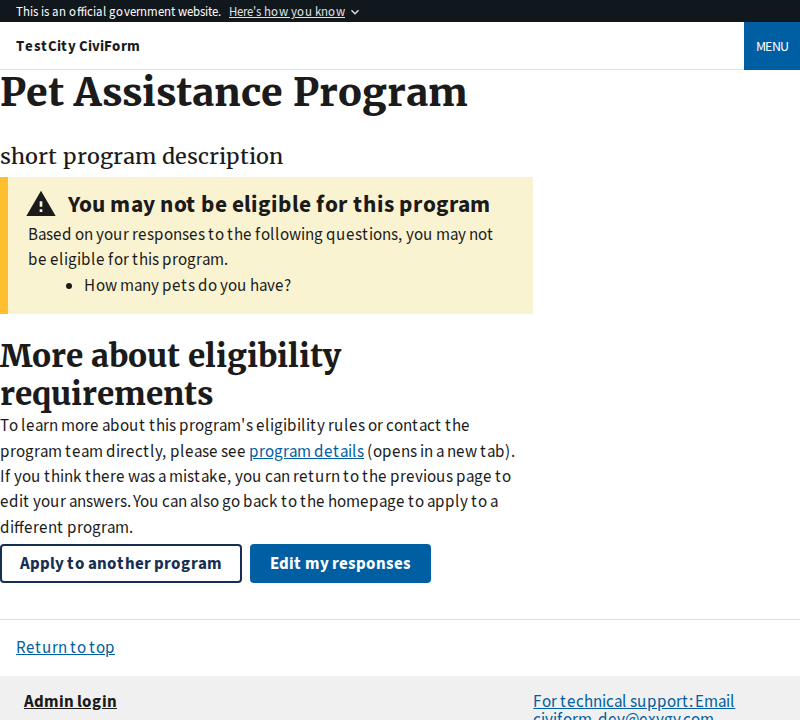 This is an official government website. Here's how you know
TestCity CiviForm
MENU
Pet Assistance Program
short program description
You may not be eligible for this program
Based on your responses to the following questions, you may not
be eligible for this program.
• How many pets do you have?
More about eligibility
requirements
To learn more about this program's eligibility rules or contact the
program team directly, please see program details (opens in a new tab).
If you think there was a mistake, you can return to the previous page to
edit your answers. You can also go back to the homepage to apply to a
different program.
Apply to another program
Edit my responses
Return to top
Admin login
For technical support: Email
civiform-dev@exygy.com